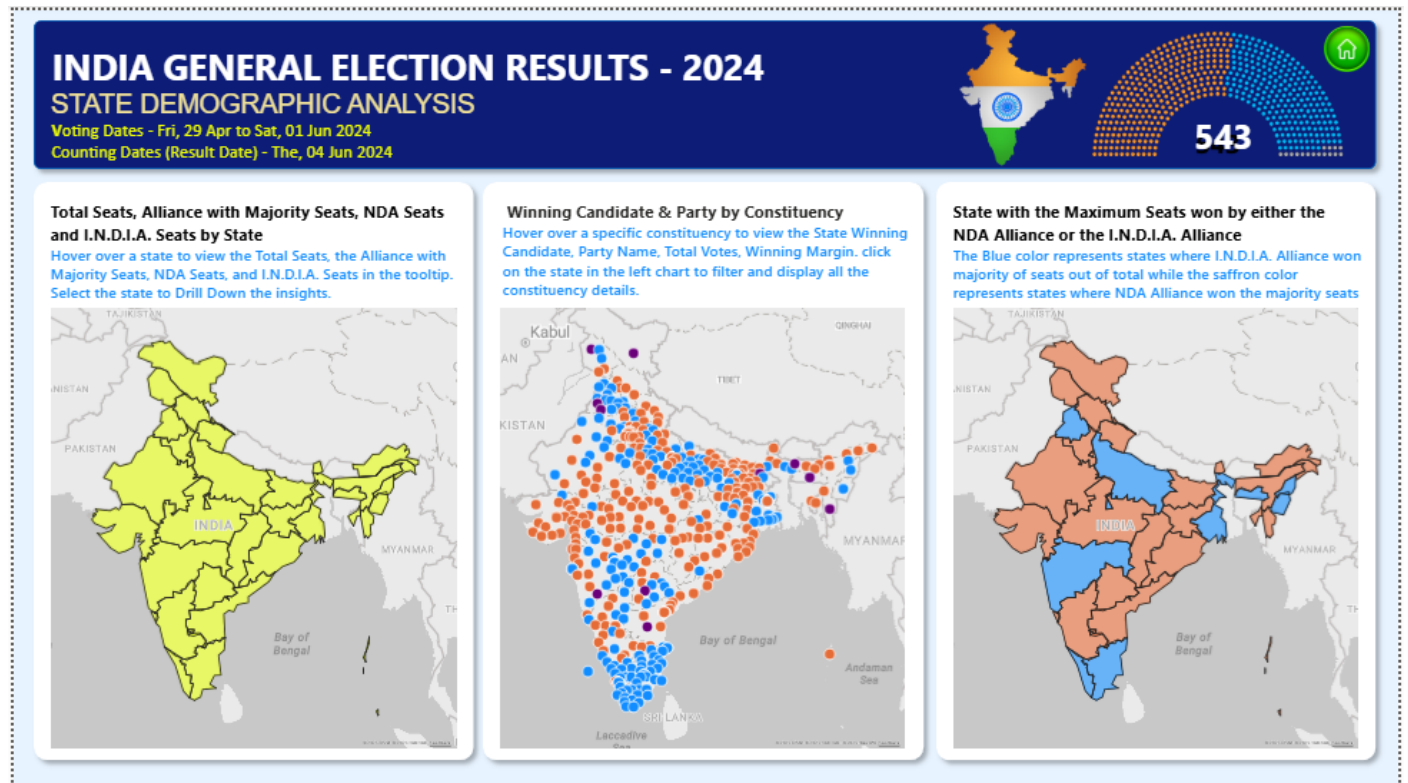 INDIA GENERAL ELECTION RESULTS - 2024
STATE DEMOGRAPHIC ANALYSIS
Voting Dates - Fri, 29 Apr to Sat, 01 Jun 2024
Counting Dates (Result Date) - The, 04 Jun 2024
543
Total Seats, Alliance with Majority Seats, NDA Seats
and I.N.D.I.A. Seats by State
Hover over a state to view the Total Seats, the Alliance with
Majority Seats, NDA Seats, and I.N.D.I.A. Seats in the tooltip.
Select the state to Drill Down the insights.
TAJIKISTAN
NISTAN
PAKISTAN
INDIA
MYANMAR
TH
Bay of
Bengal
Winning Candidate & Party by Constituency
Hover over a specific constituency to view the State Winning
Candidate, Party Name, Total Votes, Winning Margin. click
on the state in the left chart to filter and display all the
constituency details.
Kabul
QINGHAI
AN
TIBET
KISTAN
MYANMAR
Bay of Bengal
Andaman
Sea
SRI LANKA
Laccadive
Sea
State with the Maximum Seats won by either the
NDA Alliance or the I.N.D.I.A. Alliance
The Blue color represents states where I.N.D.I.A. Alliance won
majority of seats out of total while the saffron color
represents states where NDA Alliance won the majority seats
TAJIKISTAN
NISTAN
PAKISTAN
INDIA
MYANMAR
TH
Bay of
Bengal